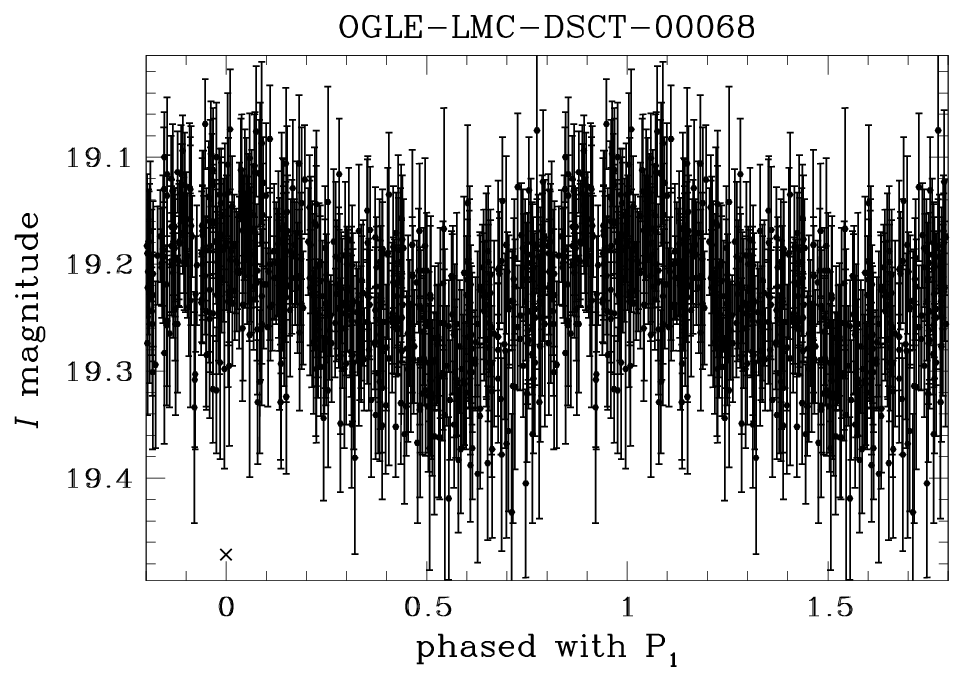 OGLE-LMC-DSCT-00068
19.1
19.2
19.3
19.4
I magnitude
0 0.5 1 1.5
phased with P₁